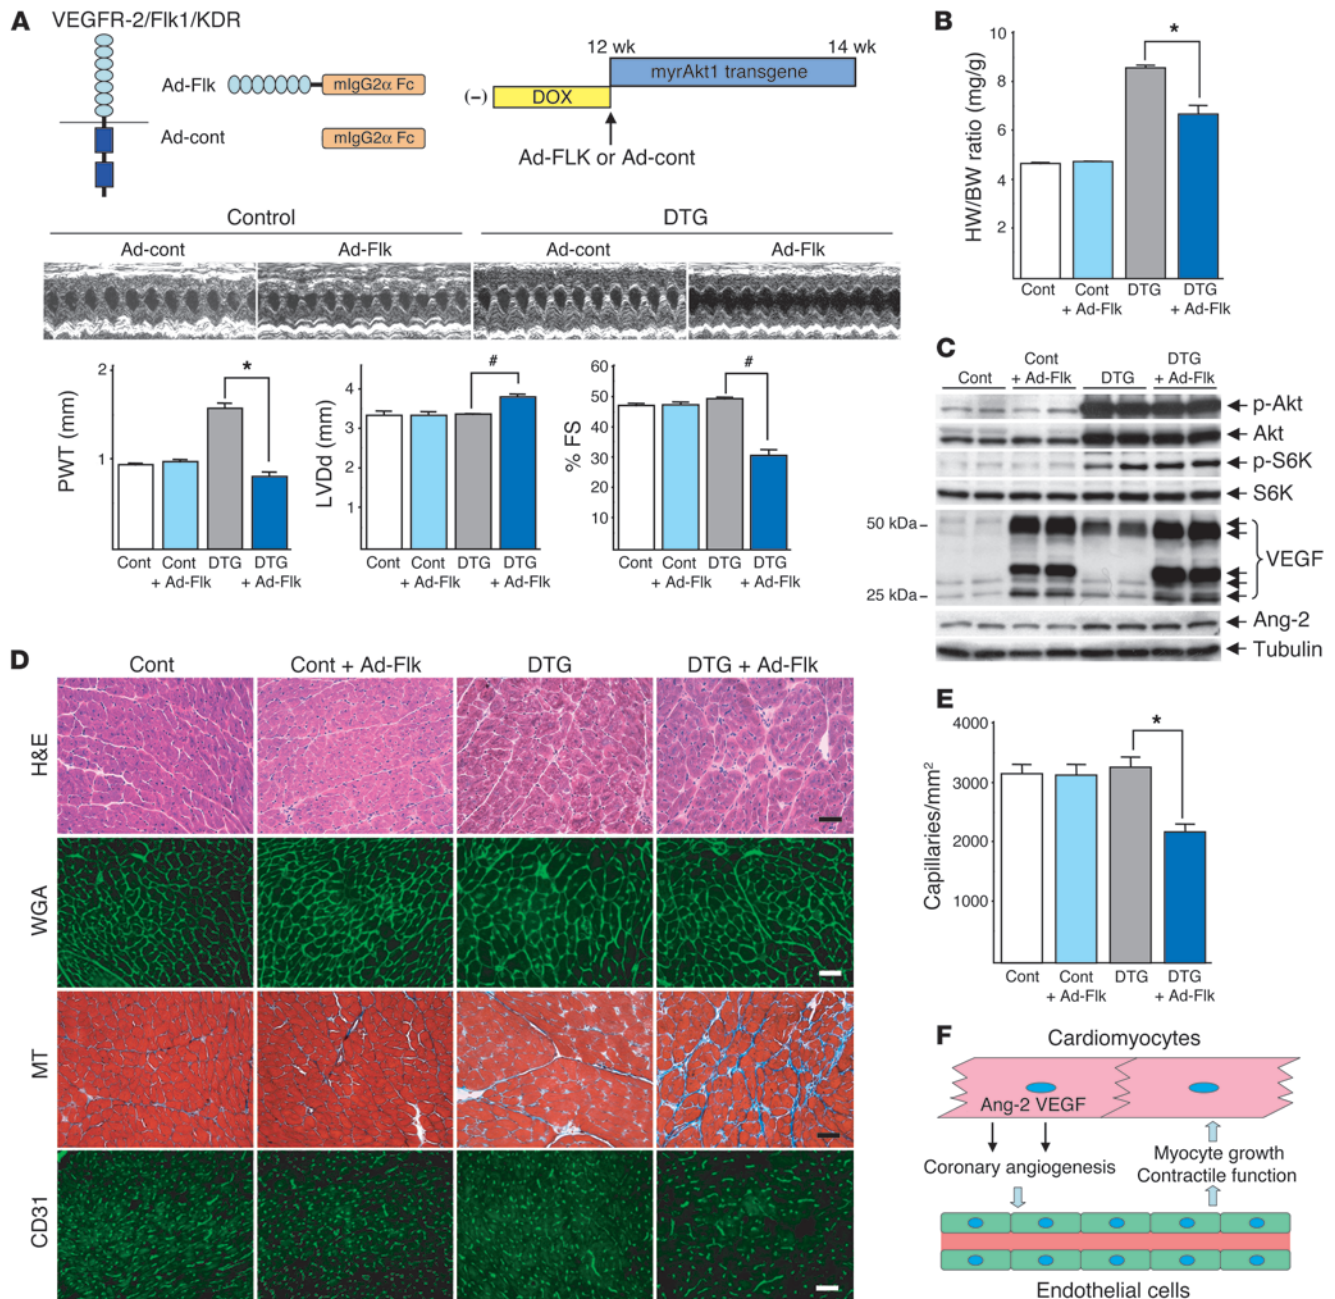 A
VEGFR-2/Flk1/KDR
Ad-Flk
mIgG2α Fc
Ad-cont
mIgG2α Fc
12 wk
14 wk
myrAkt1 transgene
(–)
DOX
Ad-FLK or Ad-cont
Control
DTG
Ad-cont
Ad-Flk
Ad-cont
Ad-Flk
PWT (mm)
2
1
*
Cont
Cont + Ad-Flk
DTG
DTG + Ad-Flk
LVDd (mm)
3
2
1
#
Cont
Cont + Ad-Flk
DTG
DTG + Ad-Flk
% FS
60
50
40
30
20
10
#
Cont
Cont + Ad-Flk
DTG
DTG + Ad-Flk
B
HW/BW ratio (mg/g)
10
8
6
4
2
*
Cont
Cont + Ad-Flk
DTG
DTG + Ad-Flk
C
Cont
Cont + Ad-Flk
DTG
DTG + Ad-Flk
p-Akt
Akt
p-S6K
S6K
50 kDa
VEGF
25 kDa
Ang-2
Tubulin
D
Cont
Cont + Ad-Flk
DTG
DTG + Ad-Flk
H&E
WGA
MT
CD31
E
Capillaries/mm²
4000
3000
2000
1000
*
Cont
Cont + Ad-Flk
DTG
DTG + Ad-Flk
F
Cardiomyocytes
Ang-2 VEGF
Coronary angiogenesis
Myocyte growth
Contractile function
Endothelial cells